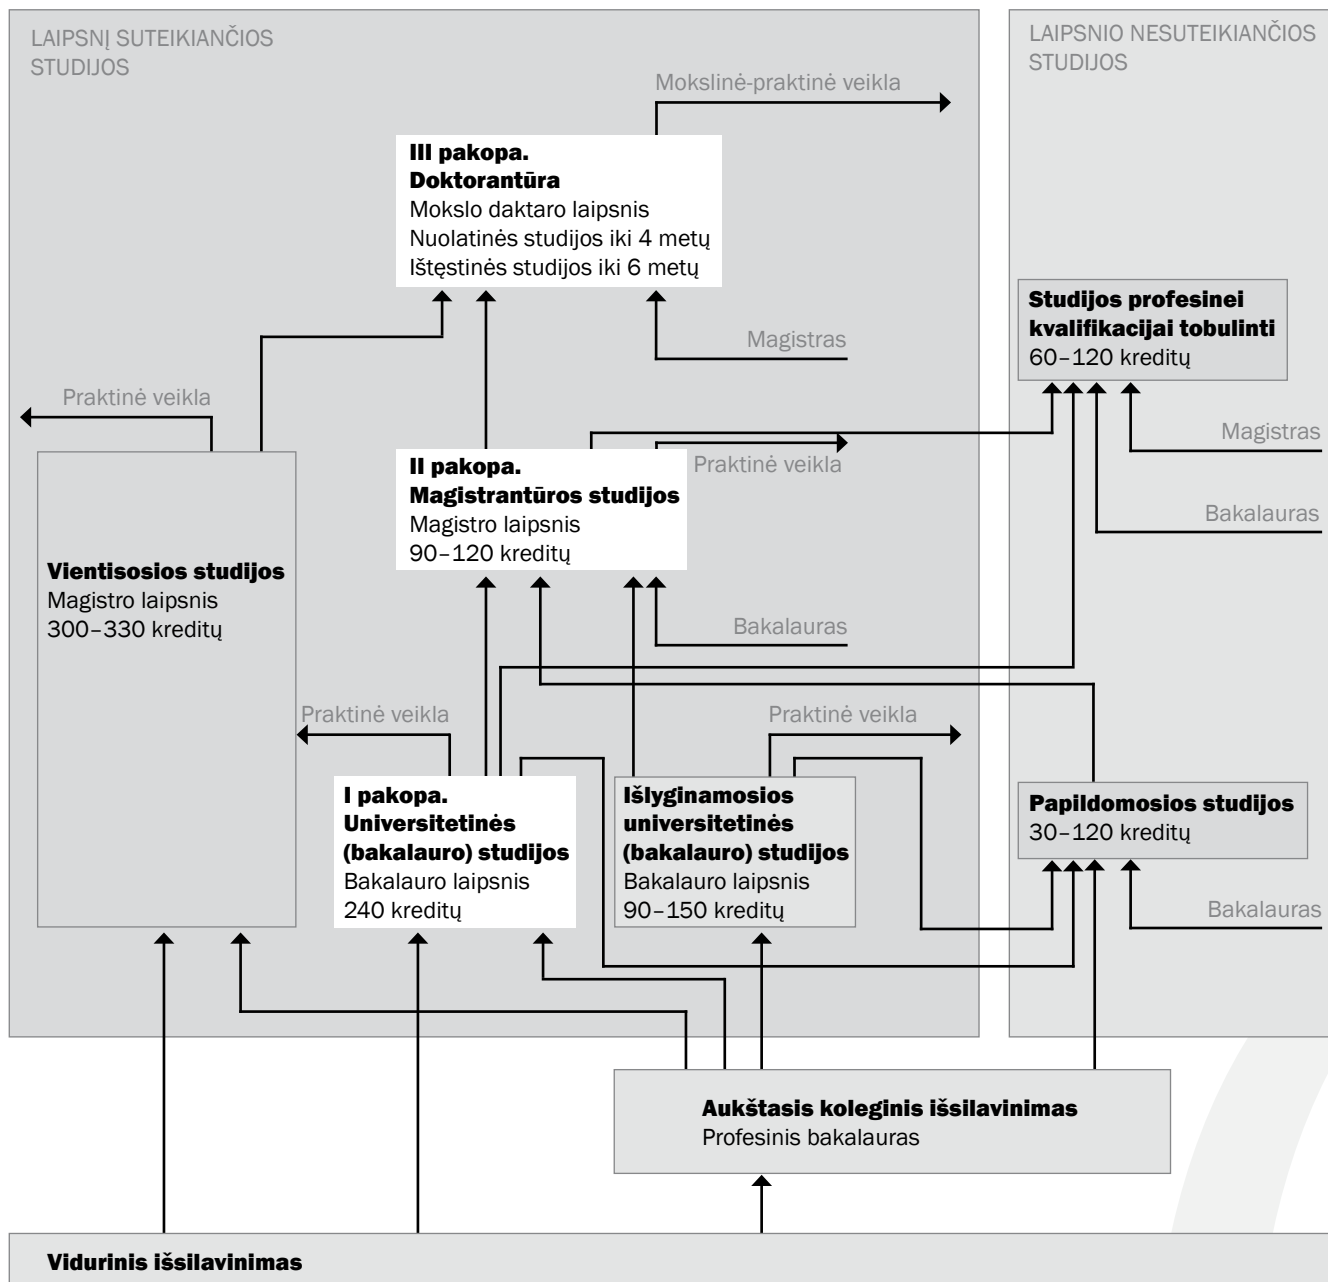 LAIPSNĮ SUTEIKIANČIOS
STUDIJOS
LAIPSNIO NESUTEIKIANČIOS
STUDIJOS
Mokslinė-praktinė veikla
III pakopa.
Doktorantūra
Mokslo daktaro laipsnis
Nuolatinės studijos iki 4 metų
Ištęstinės studijos iki 6 metų
Studijos profesinei
kvalifikacijai tobulinti
60–120 kreditų
Magistras
Praktinė veikla
Magistras
II pakopa.
Magistrantūros studijos
Magistro laipsnis
90–120 kreditų
Praktinė veikla
Bakalauras
Vientisosios studijos
Magistro laipsnis
300–330 kreditų
Bakalauras
Praktinė veikla
Praktinė veikla
I pakopa.
Universitetinės
(bakalauro) studijos
Bakalauro laipsnis
240 kreditų
Išlyginamosios
universitetinės
(bakalauro) studijos
Bakalauro laipsnis
90–150 kreditų
Papildomosios studijos
30–120 kreditų
Bakalauras
Aukštasis koleginis išsilavinimas
Profesinis bakalauras
Vidurinis išsilavinimas